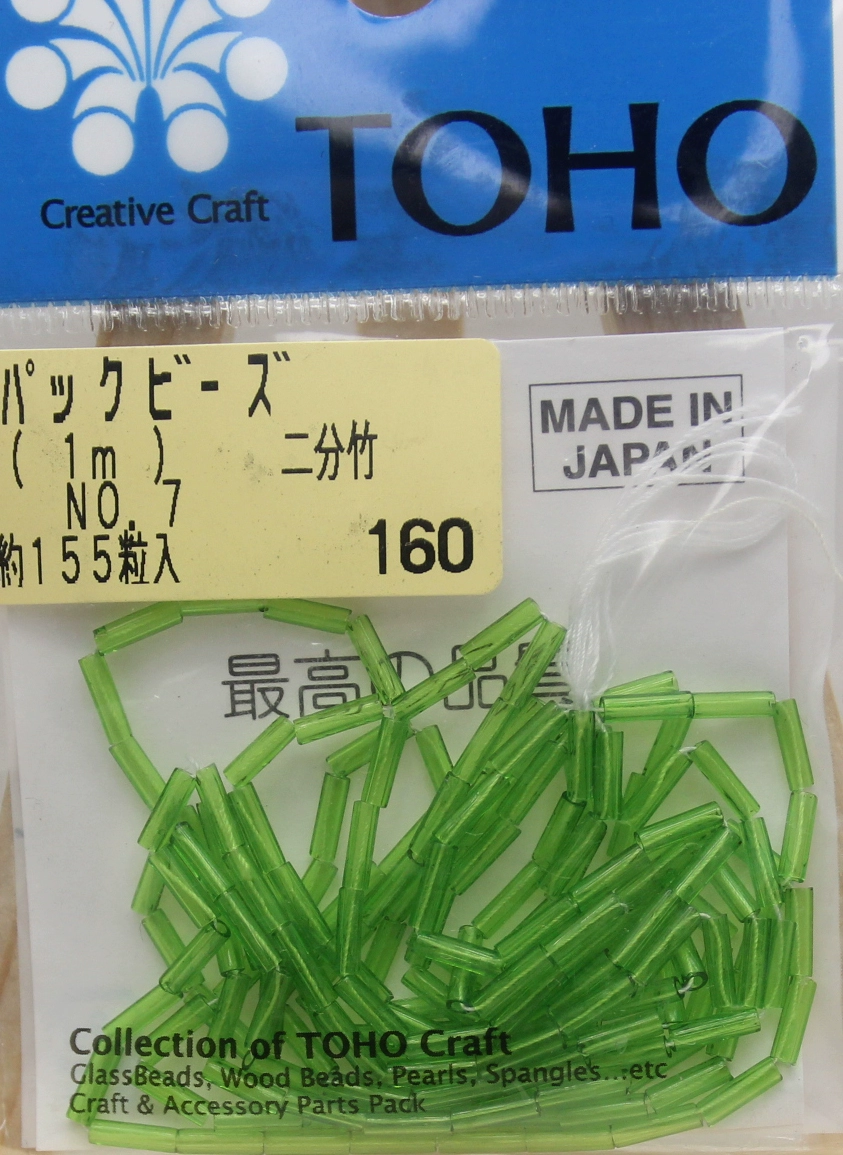 TOHO
Creative Craft
パックビーズ
( 1m ) 二分竹
NO. 7
約155粒入
160
MADE IN
JAPAN
最高の品質
Collection of TOHO Craft
GlassBeads, Wood Beads, Pearls, Spangles...etc
Craft & Accessory Parts Pack